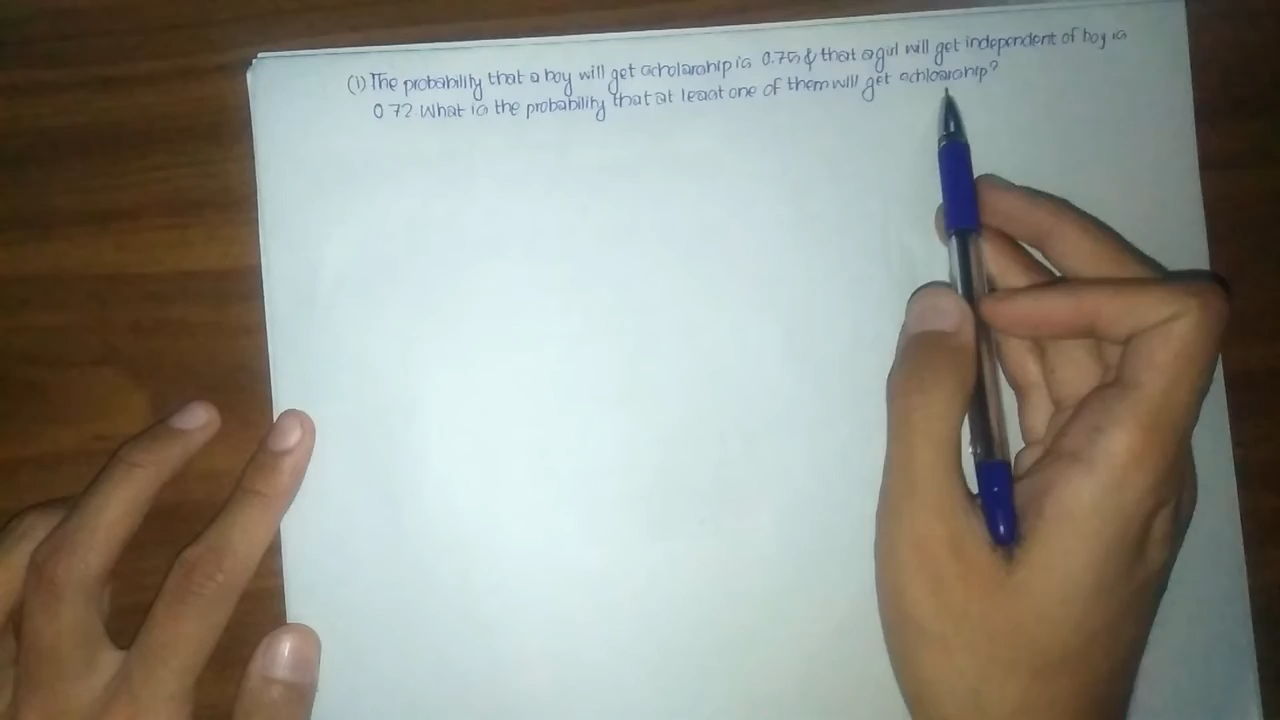 (1) The probability that a boy will get scholarship is 0.75 & that a girl will get independent of boy is
0.72. What is the probability that at least one of them will get schloarship?